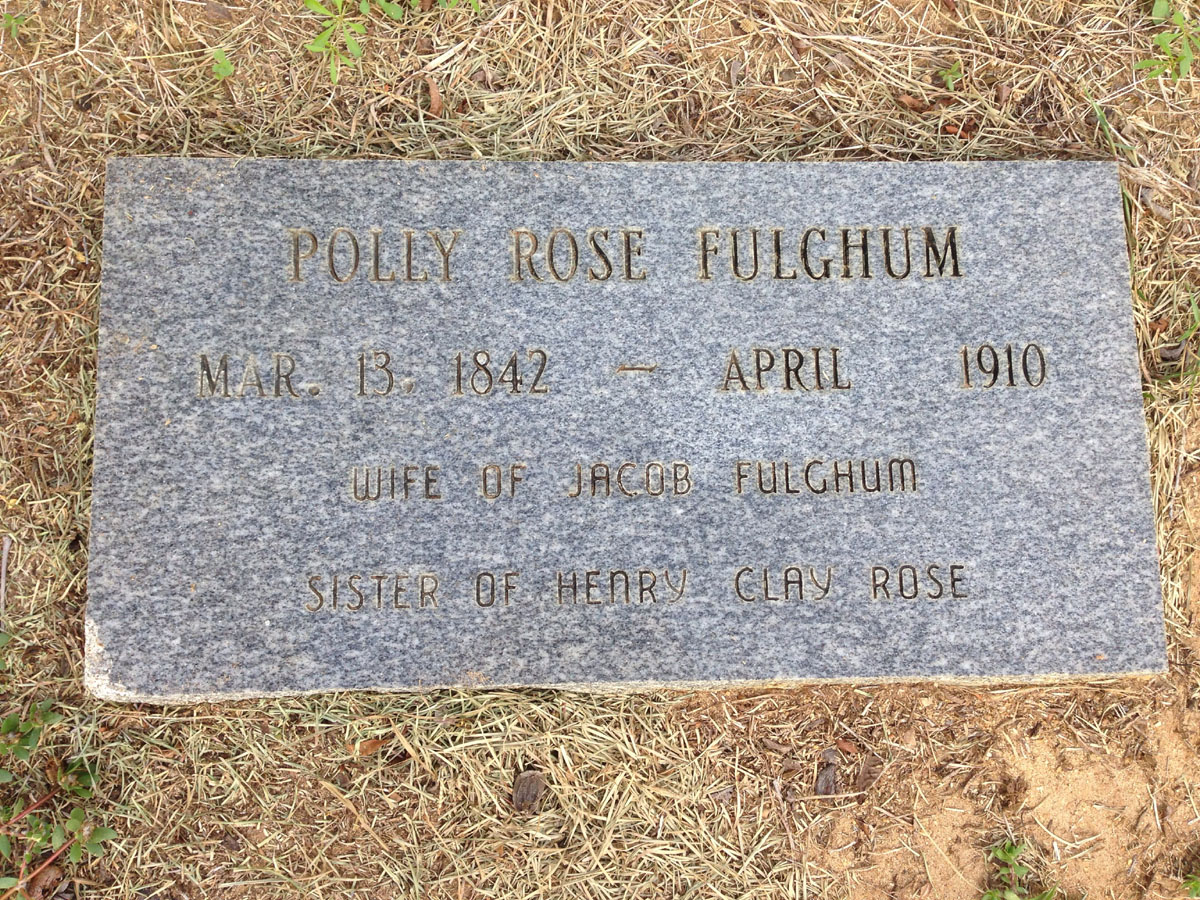 POLLY ROSE FULGHUM
MAR. 13. 1842 – APRIL 1910
WIFE OF JACOB FULGHUM
SISTER OF HENRY CLAY ROSE